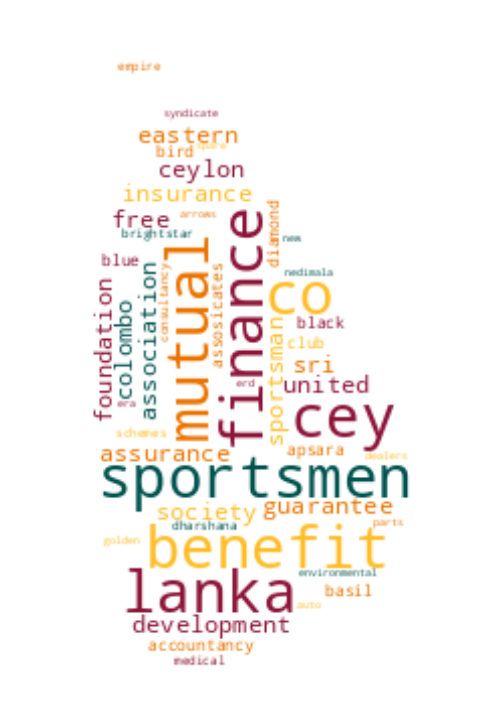 empire
syndicate
eastern
bird
spare
ceylon
insurance
free
arrows
brightstar
diamond
new
blue
nedimala
foundation
colombo
association
consultancy
mutual
assosicates
finance
co
sportsman
black
club
sri
erd
united
era
cey
schemes
assurance
apsara
dealers
sportsmen
society
guarantee
dharshana
parts
golden
benefit
environmental
lanka
basil
auto
development
accountancy
medical